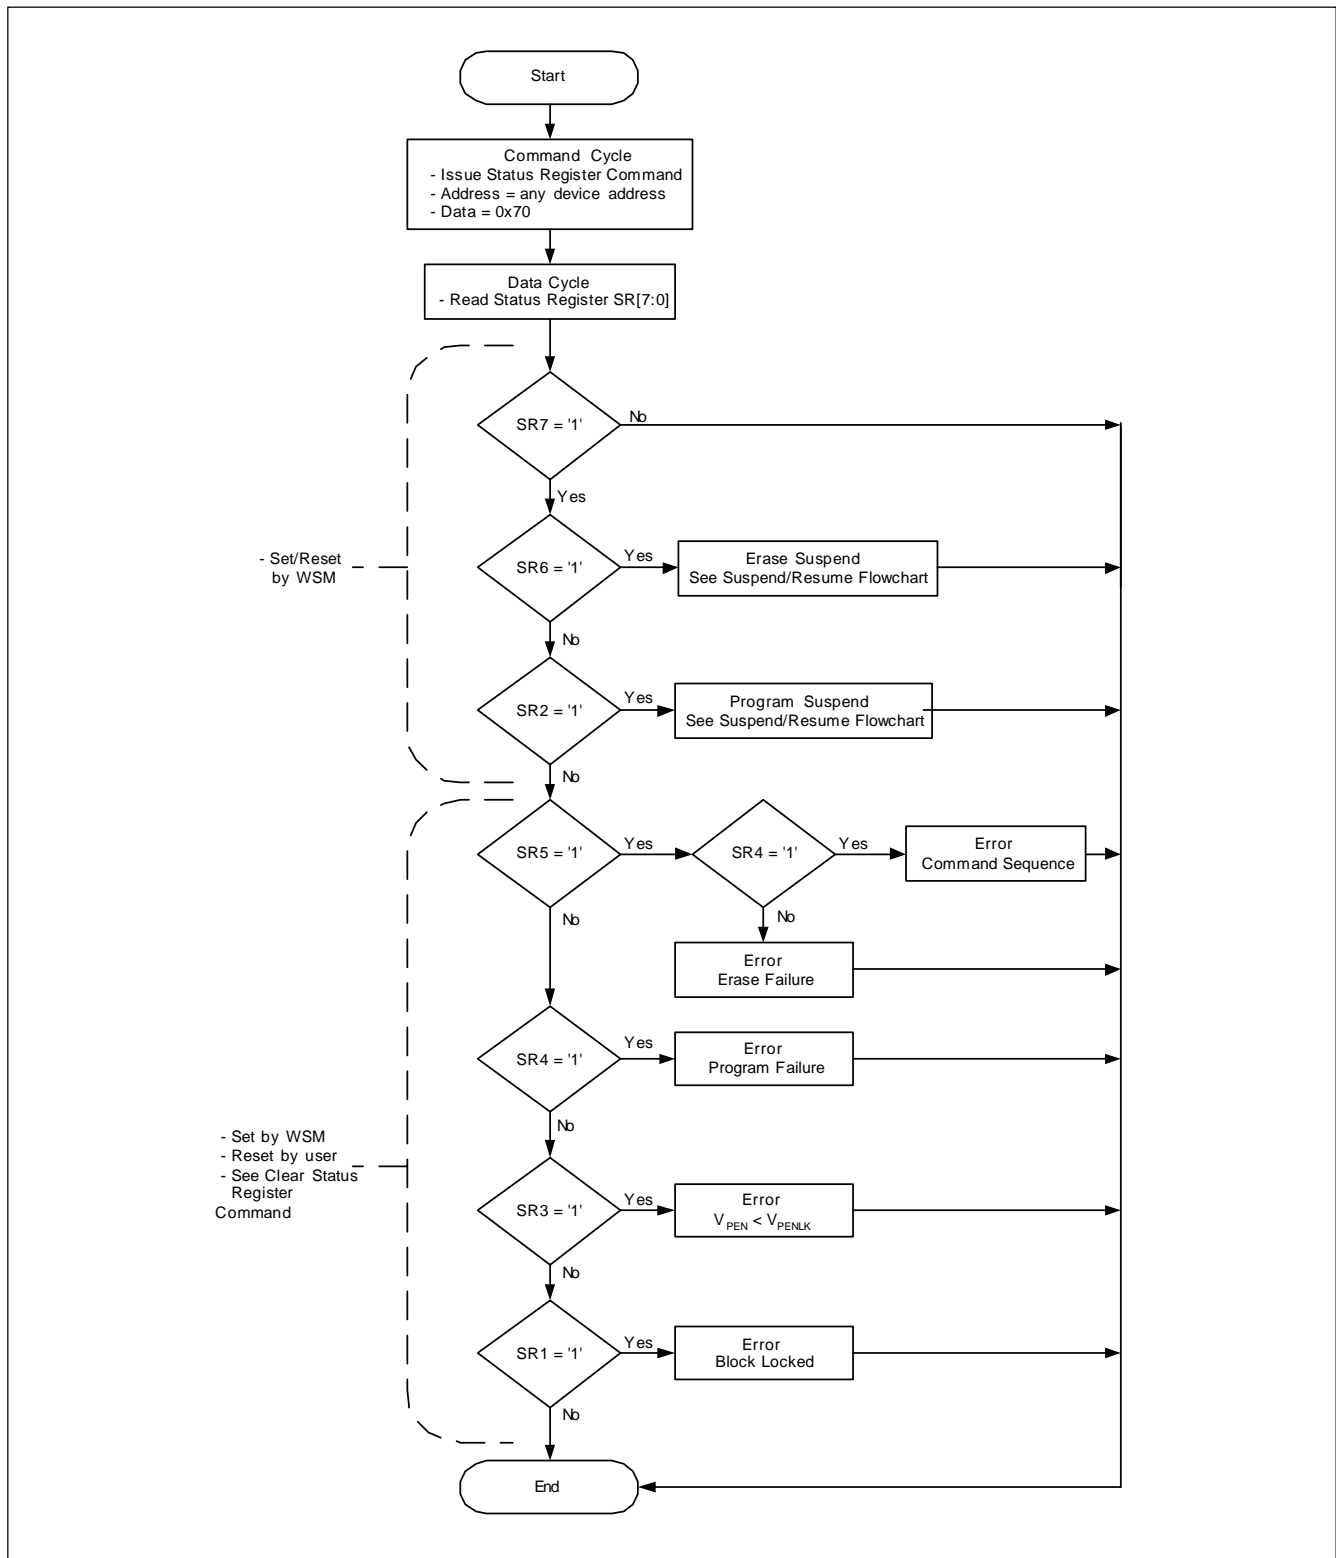 Start
Command Cycle
- Issue Status Register Command
- Address = any device address
- Data = 0x70
Data Cycle
- Read Status Register SR[7:0]
SR7 = '1'
No
Yes
- Set/Reset
by WSM
SR6 = '1'
Yes
Erase Suspend
See Suspend/Resume Flowchart
No
SR2 = '1'
Yes
Program Suspend
See Suspend/Resume Flowchart
No
SR5 = '1'
Yes
SR4 = '1'
Yes
Error
Command Sequence
No
No
Error
Erase Failure
SR4 = '1'
Yes
Error
Program Failure
No
- Set by WSM
- Reset by user
- See Clear Status
Register
Command
SR3 = '1'
Yes
Error
VPEN < VPENLK
No
SR1 = '1'
Yes
Error
Block Locked
No
End